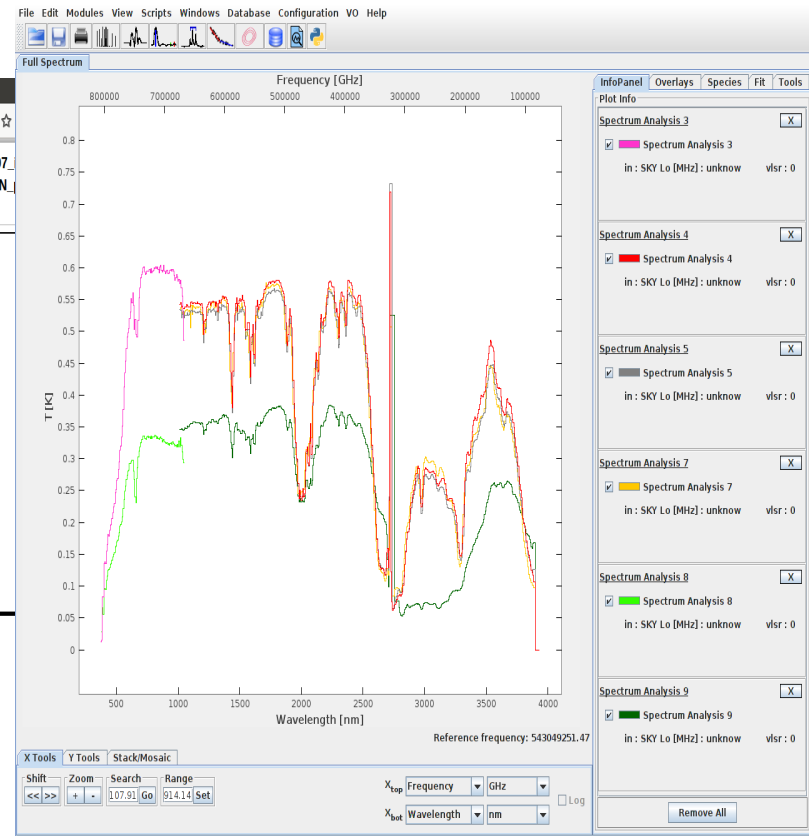 File Edit Modules View Scripts Windows Database Configuration VO Help
Full Spectrum
Frequency [GHz]
800000 700000 600000 500000 400000 300000 200000 100000
0.8
0.75
0.7
0.65
0.6
0.55
0.5
0.45
0.4
0.35
0.3
0.25
0.2
0.15
0.1
0.05
0
T [K]
500 1000 1500 2000 2500 3000 3500 4000
Wavelength [nm]
Reference frequency: 543049251.47
InfoPanel Overlays Species Fit Tools
Plot Info
Spectrum Analysis 3 X
Spectrum Analysis 3
in : SKY Lo [MHz] : unknow vlsr : 0
Spectrum Analysis 4 X
Spectrum Analysis 4
in : SKY Lo [MHz] : unknow vlsr : 0
Spectrum Analysis 5 X
Spectrum Analysis 5
in : SKY Lo [MHz] : unknow vlsr : 0
Spectrum Analysis 7 X
Spectrum Analysis 7
in : SKY Lo [MHz] : unknow vlsr : 0
Spectrum Analysis 8 X
Spectrum Analysis 8
in : SKY Lo [MHz] : unknow vlsr : 0
Spectrum Analysis 9 X
Spectrum Analysis 9
in : SKY Lo [MHz] : unknow vlsr : 0
Remove All
X Tools Y Tools Stack/Mosaic
Shift Zoom Search Range
<< >> + - 107.91 Go 914.14 Set
Xtop Frequency GHz
Log
Xbot Wavelength nm